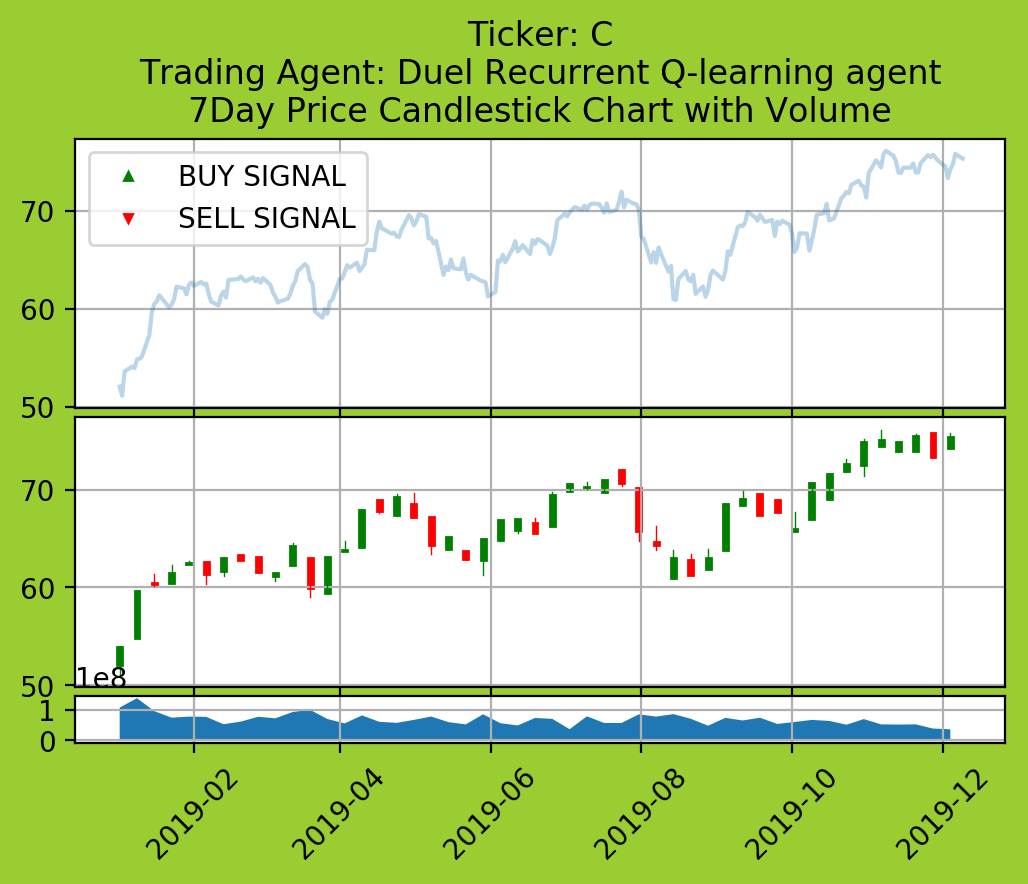 Ticker: C
Trading Agent: Duel Recurrent Q-learning agent
7Day Price Candlestick Chart with Volume
BUY SIGNAL
SELL SIGNAL
70
60
50
70
60
50
1e8
1
0
2019-02
2019-04
2019-06
2019-08
2019-10
2019-12